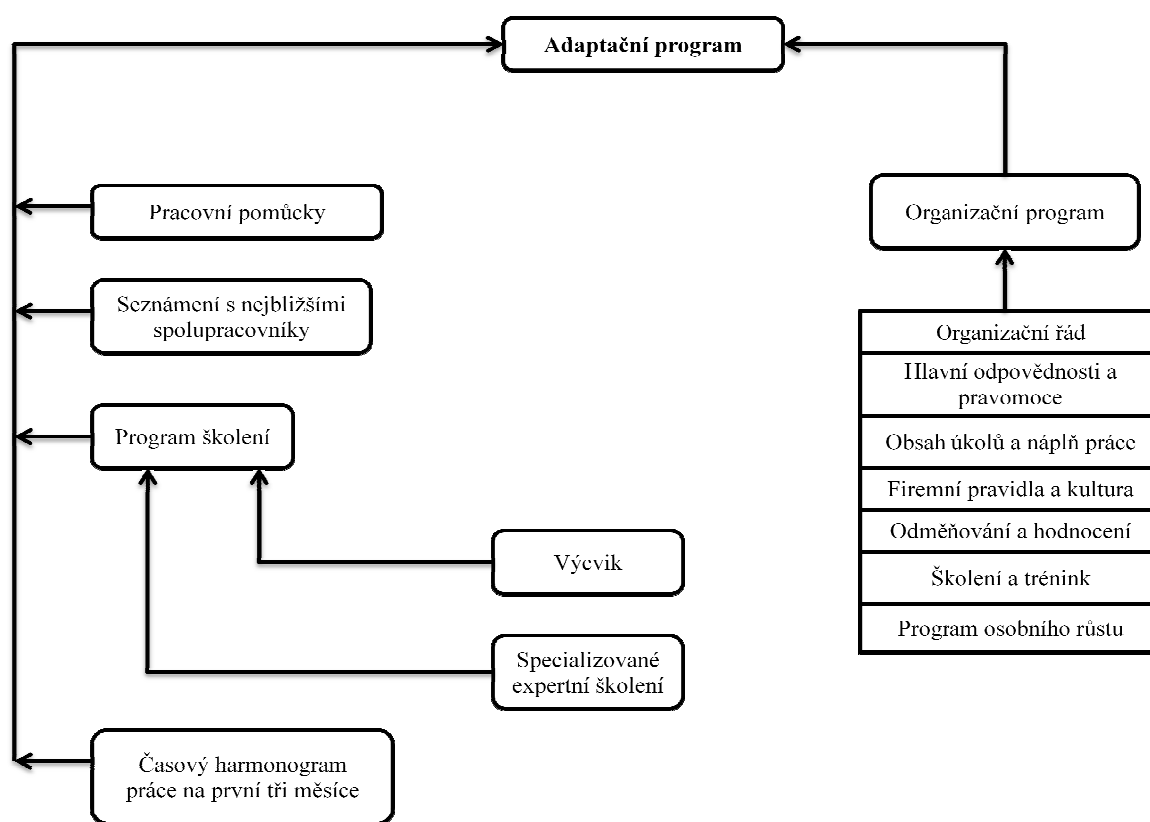 Adaptační program
Pracovní pomůcky
Seznámení s nejbližšími
spolupracovníky
Program školení
Výcvik
Specializované
expertní školení
Časový harmonogram
práce na první tři měsíce
Organizační program
Organizační řád
Hlavní odpovědnosti a
pravomoce
Obsah úkolů a náplň práce
Firemní pravidla a kultura
Odměňování a hodnocení
Školení a trénink
Program osobního růstu